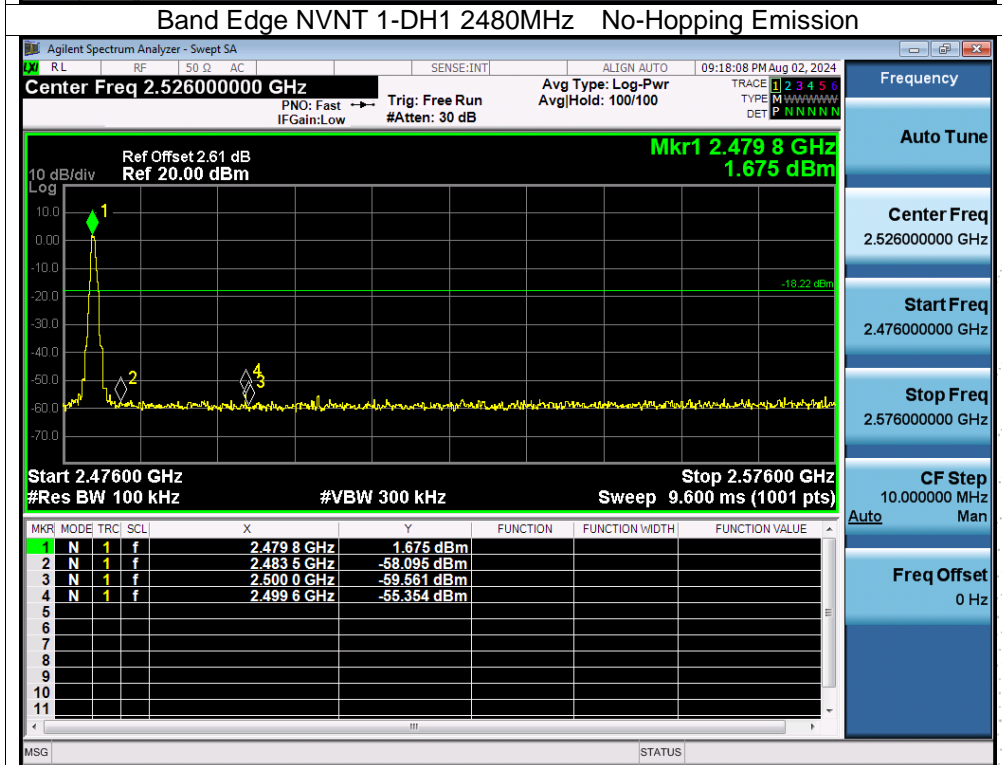 Band Edge NVNT 1-DH1 2480MHz No-Hopping Emission
Agilent Spectrum Analyzer - Swept SA
LXI RL RF 50 Ω AC SENSE:INT ALIGN AUTO 09:18:08 PM Aug 02, 2024
Center Freq 2.526000000 GHz
PNO: Fast
IFGain:Low
Trig: Free Run
#Atten: 30 dB
Avg Type: Log-Pwr
Avg|Hold: 100/100
TRACE 1 2 3 4 5 6
TYPE M W W W W W
DET P N N N N N
Ref Offset 2.61 dB
Ref 20.00 dBm
10 dB/div
Log
Mkr1 2.479 8 GHz
1.675 dBm
10.0
0.00
-10.0
-20.0
-30.0
-40.0
-50.0
-60.0
-70.0
1
2
4
3
-18.22 dBm
Start 2.47600 GHz Stop 2.57600 GHz
#Res BW 100 kHz #VBW 300 kHz Sweep 9.600 ms (1001 pts)
MKR MODE TRC SCL X Y FUNCTION FUNCTION WIDTH FUNCTION VALUE
1 N 1 f 2.479 8 GHz 1.675 dBm
2 N 1 f 2.483 5 GHz -58.095 dBm
3 N 1 f 2.500 0 GHz -59.561 dBm
4 N 1 f 2.499 6 GHz -55.354 dBm
5
6
7
8
9
10
11
MSG STATUS
Frequency
Auto Tune
Center Freq
2.526000000 GHz
Start Freq
2.476000000 GHz
Stop Freq
2.576000000 GHz
CF Step
10.000000 MHz
Auto Man
Freq Offset
0 Hz